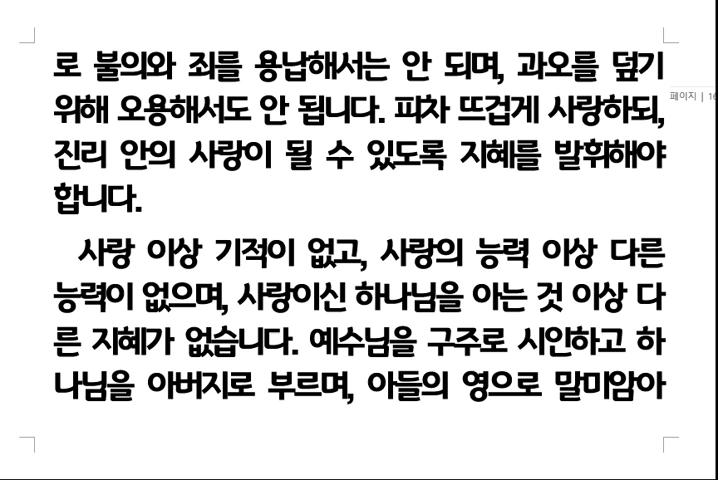 로 불의와 죄를 용납해서는 안 되며, 과오를 덮기
위해 오용해서도 안 됩니다. 피차 뜨겁게 사랑하되,
페이지 | 16
진리 안의 사랑이 될 수 있도록 지혜를 발휘해야
합니다.
사랑 이상 기적이 없고, 사랑의 능력 이상 다른
능력이 없으며, 사랑이신 하나님을 아는 것 이상 다
른 지혜가 없습니다. 예수님을 구주로 시인하고 하
나님을 아버지로 부르며, 아들의 영으로 말미암아